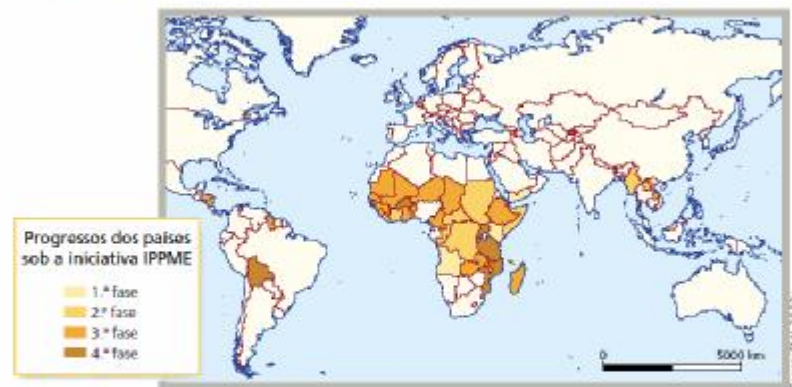 Progressos dos países
sob a iniciativa IPPME
1.ª fase
2.ª fase
3.ª fase
4.ª fase
0 5000 km